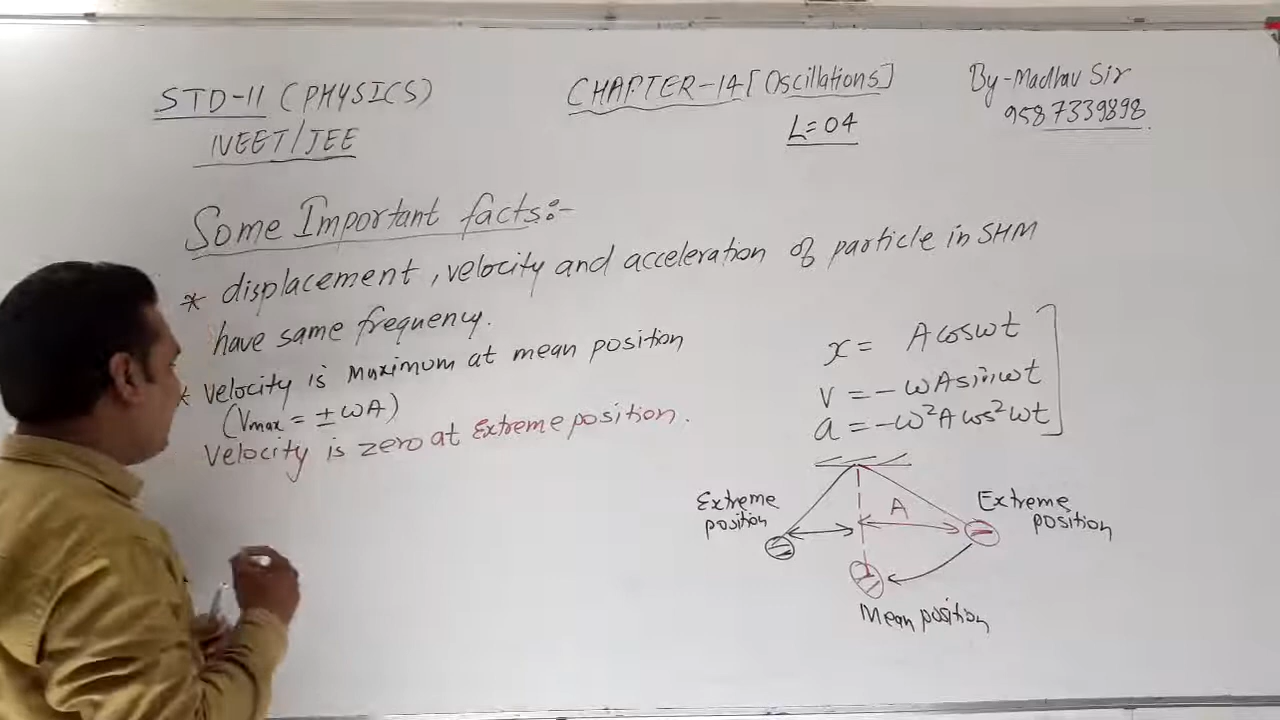 STD-11 (PHYSICS)
NEET/JEE
CHAPTER-14 [Oscillations]
L=04
By-Madhav Sir
9587339898
Some Important facts:-
* displacement, velocity and acceleration of particle in SHM
have same frequency.
* Velocity is Maximum at mean position
(Vmax = ± ωA)
Velocity is zero at Extreme position.
x = A cosωt
v = - ωA sinωt
a = -ω²A cos²ωt
Extreme
position
A
Extreme
position
Mean position